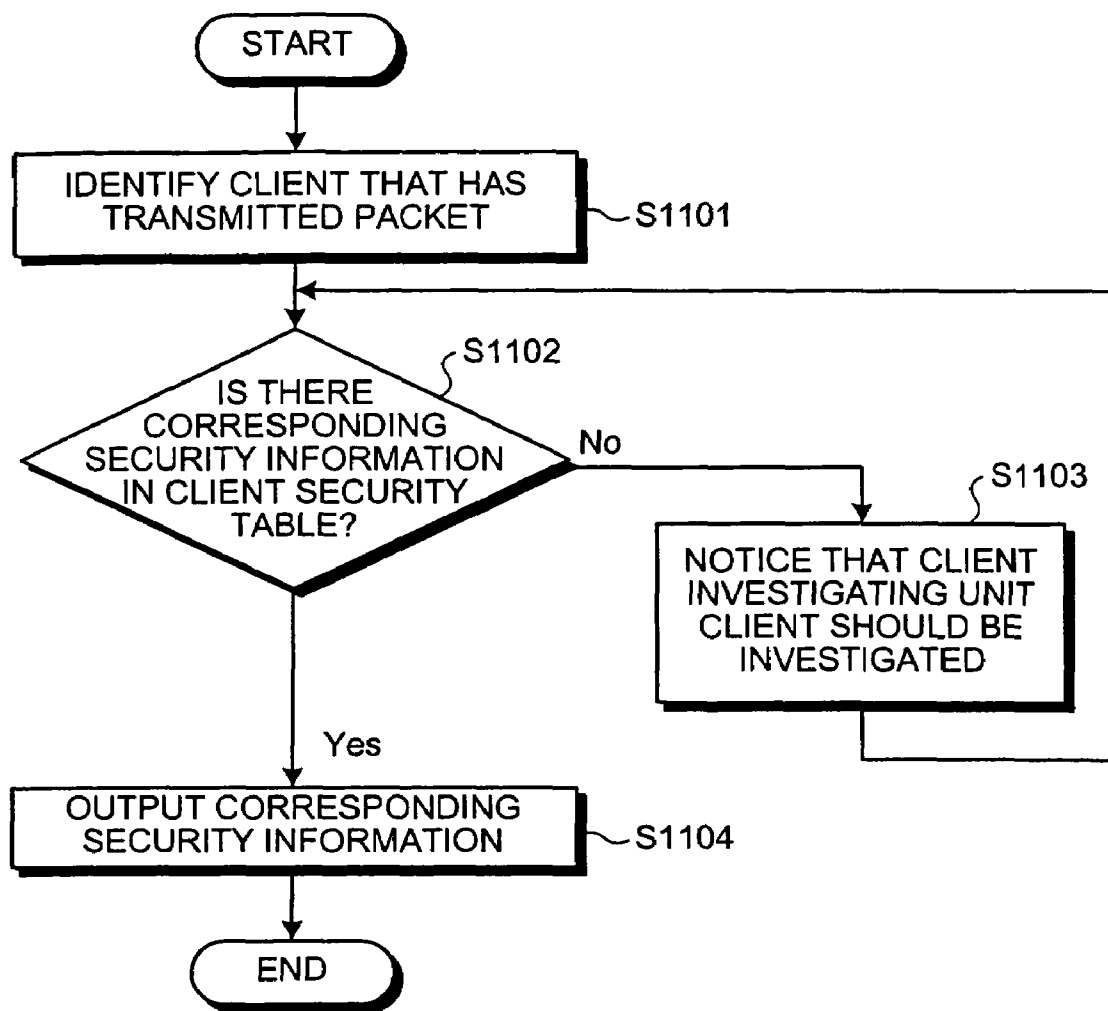 START
IDENTIFY CLIENT THAT HAS
TRANSMITTED PACKET
S1101
S1102
IS THERE
CORRESPONDING
SECURITY INFORMATION
IN CLIENT SECURITY
TABLE?
No
S1103
NOTICE THAT CLIENT
INVESTIGATING UNIT
CLIENT SHOULD BE
INVESTIGATED
Yes
OUTPUT CORRESPONDING
SECURITY INFORMATION
S1104
END